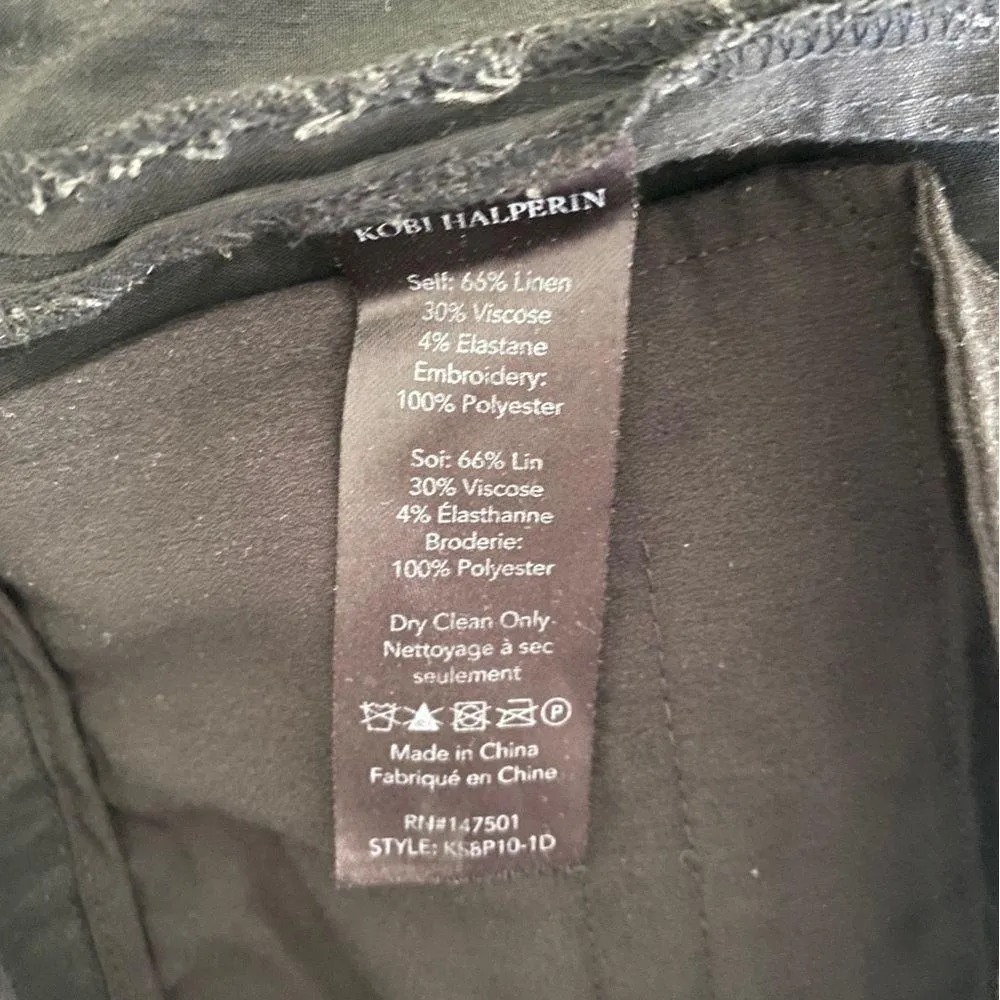 KOBI HALPERIN
Self: 66% Linen
30% Viscose
4% Elastane
Embroidery:
100% Polyester
Soi: 66% Lin
30% Viscose
4% Élasthanne
Broderie:
100% Polyester
Dry Clean Only
Nettoyage à sec
seulement
P
Made in China
Fabriqué en Chine
RN#147501
STYLE: KS8P10-1D